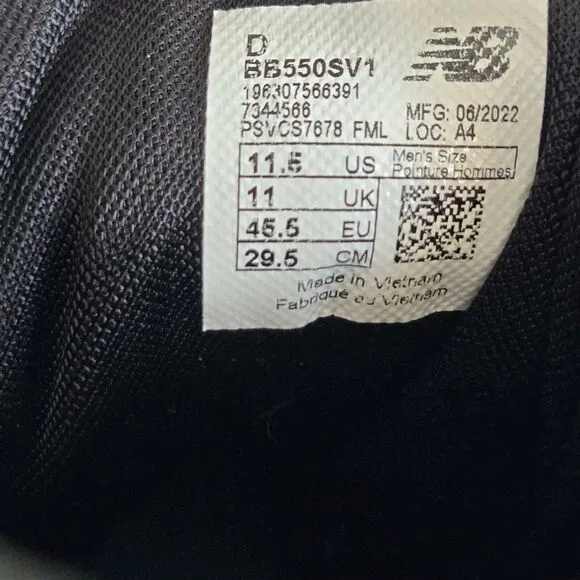 D
BB550SV1
NB
196307566391
7344566 MFG: 06/2022
PSVCS7678 FML LOC: A4
11.5 US Men's Size
Pointure Hommes
11 UK
45.5 EU
29.5 CM
Made in Vietnam
Fabriqué au Vietnam